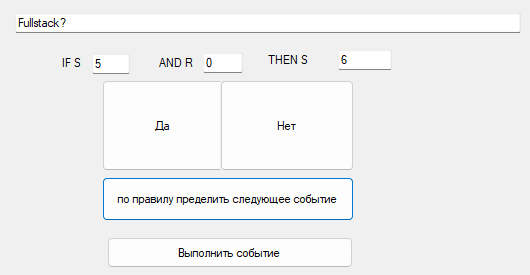 Fullstack?
IF S 5 AND R 0 THEN S 6
Да Нет
по правилу пределить следующее событие
Выполнить событие